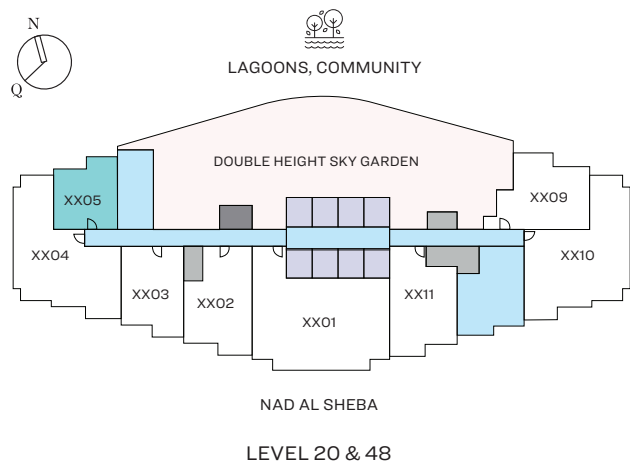 N
Q
LAGOONS, COMMUNITY
DOUBLE HEIGHT SKY GARDEN
XX05
XX09
XX04
XX10
XX03
XX02
XX01
XX11
NAD AL SHEBA
LEVEL 20 & 48